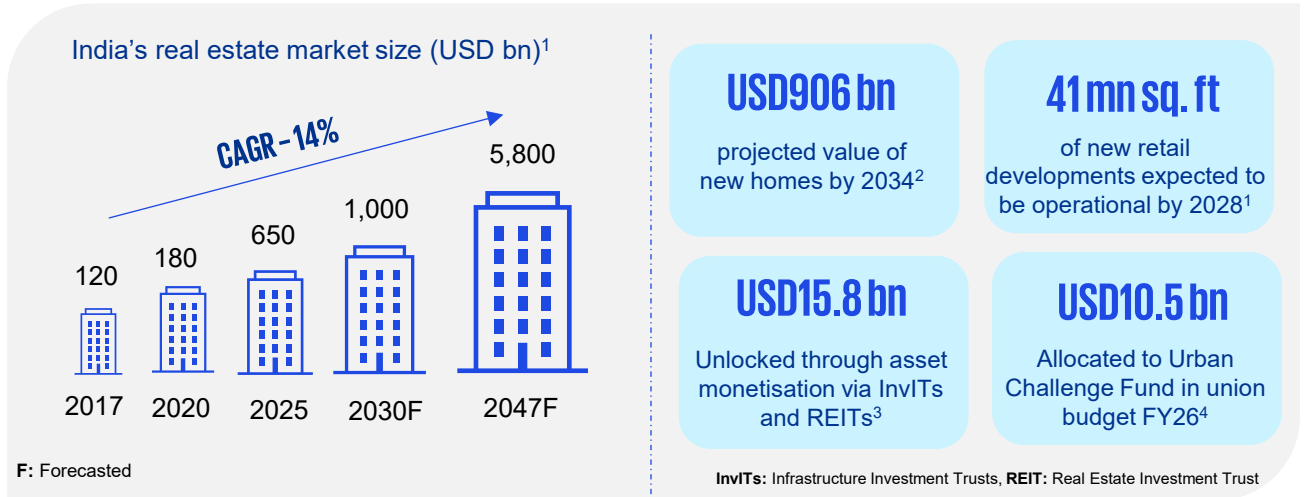 India's real estate market size (USD bn)¹
CAGR – 14%
120
180
650
1,000
5,800
2017
2020
2025
2030F
2047F
F: Forecasted
USD906 bn
projected value of
new homes by 2034²
41 mn sq. ft
of new retail
developments expected to
be operational by 2028¹
USD15.8 bn
Unlocked through asset
monetisation via InvITs
and REITs³
USD10.5 bn
Allocated to Urban
Challenge Fund in union
budget FY26⁴
InvITs: Infrastructure Investment Trusts, REIT: Real Estate Investment Trust